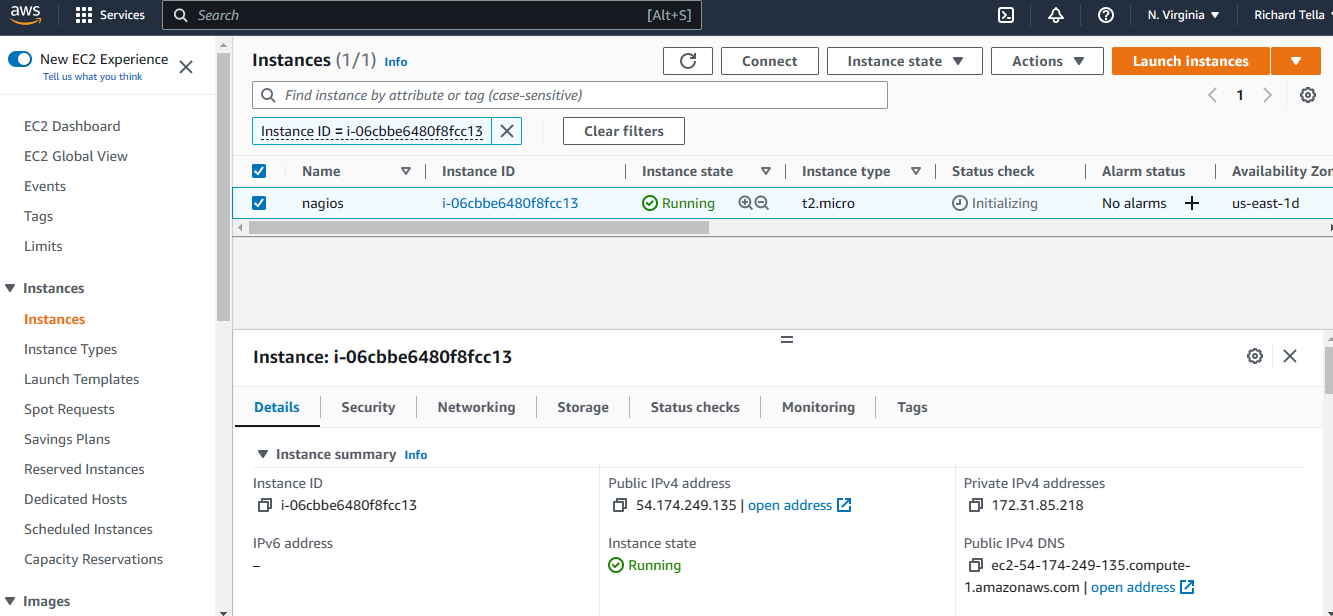 aws Services Search [Alt+S] N. Virginia Richard Tella
New EC2 Experience
Tell us what you think
EC2 Dashboard
EC2 Global View
Events
Tags
Limits
Instances
Instances
Instance Types
Launch Templates
Spot Requests
Savings Plans
Reserved Instances
Dedicated Hosts
Scheduled Instances
Capacity Reservations
Images
Instances (1/1) Info Connect Instance state Actions Launch instances
Find instance by attribute or tag (case-sensitive) 1
Instance ID = i-06cbbe6480f8fcc13 Clear filters
Name Instance ID Instance state Instance type Status check Alarm status Availability Zon
nagios i-06cbbe6480f8fcc13 Running t2.micro Initializing No alarms + us-east-1d
Instance: i-06cbbe6480f8fcc13
Details Security Networking Storage Status checks Monitoring Tags
Instance summary Info
Instance ID
i-06cbbe6480f8fcc13
Public IPv4 address
54.174.249.135 | open address
Private IPv4 addresses
172.31.85.218
IPv6 address
–
Instance state
Running
Public IPv4 DNS
ec2-54-174-249-135.compute-
1.amazonaws.com | open address